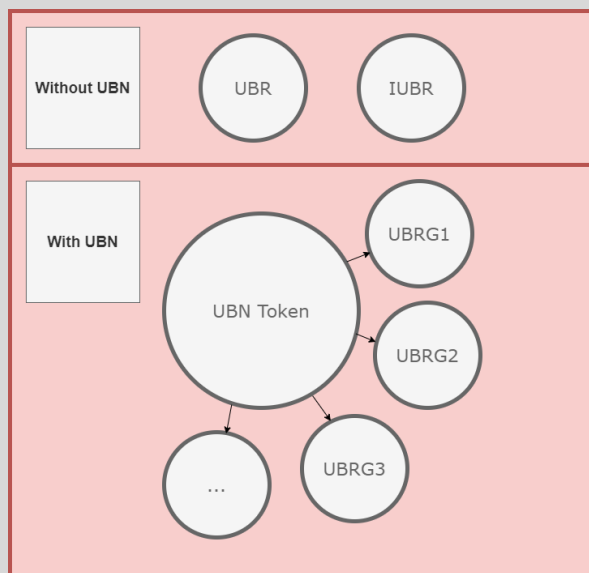 Without UBN
UBR
IUBR
With UBN
UBRG1
UBN Token
UBRG2
UBRG3
...